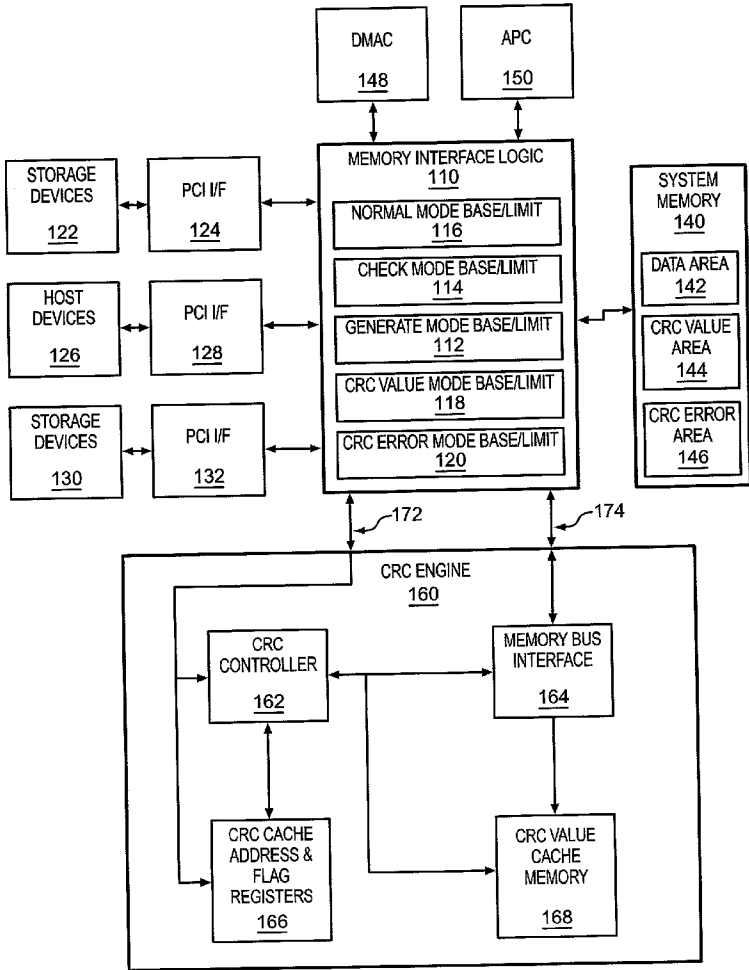 DMAC
148
APC
150
MEMORY INTERFACE LOGIC
110
NORMAL MODE BASE/LIMIT
116
CHECK MODE BASE/LIMIT
114
GENERATE MODE BASE/LIMIT
112
CRC VALUE MODE BASE/LIMIT
118
CRC ERROR MODE BASE/LIMIT
120
STORAGE
DEVICES
122
PCI I/F
124
HOST
DEVICES
126
PCI I/F
128
STORAGE
DEVICES
130
PCI I/F
132
SYSTEM
MEMORY
140
DATA AREA
142
CRC VALUE
AREA
144
CRC ERROR
AREA
146
172
174
CRC ENGINE
160
CRC
CONTROLLER
162
MEMORY BUS
INTERFACE
164
CRC CACHE
ADDRESS &
FLAG
REGISTERS
166
CRC VALUE
CACHE
MEMORY
168